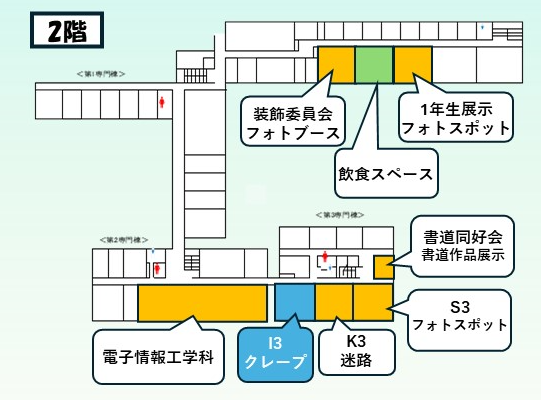 2階
＜第1専門棟＞
装飾委員会
フォトブース
1年生展示
フォトスポット
飲食スペース
＜第2専門棟＞
＜第3専門棟＞
書道同好会
書道作品展示
S3
フォトスポット
電子情報工学科
I3
クレープ
K3
迷路